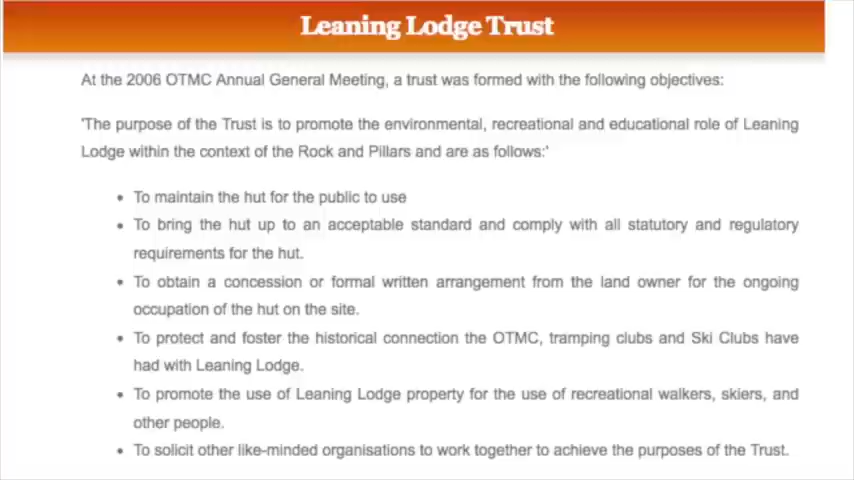 Leaning Lodge Trust
At the 2006 OTMC Annual General Meeting, a trust was formed with the following objectives:
'The purpose of the Trust is to promote the environmental, recreational and educational role of Leaning
Lodge within the context of the Rock and Pillars and are as follows:'
• To maintain the hut for the public to use
• To bring the hut up to an acceptable standard and comply with all statutory and regulatory
requirements for the hut.
• To obtain a concession or formal written arrangement from the land owner for the ongoing
occupation of the hut on the site.
• To protect and foster the historical connection the OTMC, tramping clubs and Ski Clubs have
had with Leaning Lodge.
• To promote the use of Leaning Lodge property for the use of recreational walkers, skiers, and
other people.
• To solicit other like-minded organisations to work together to achieve the purposes of the Trust.